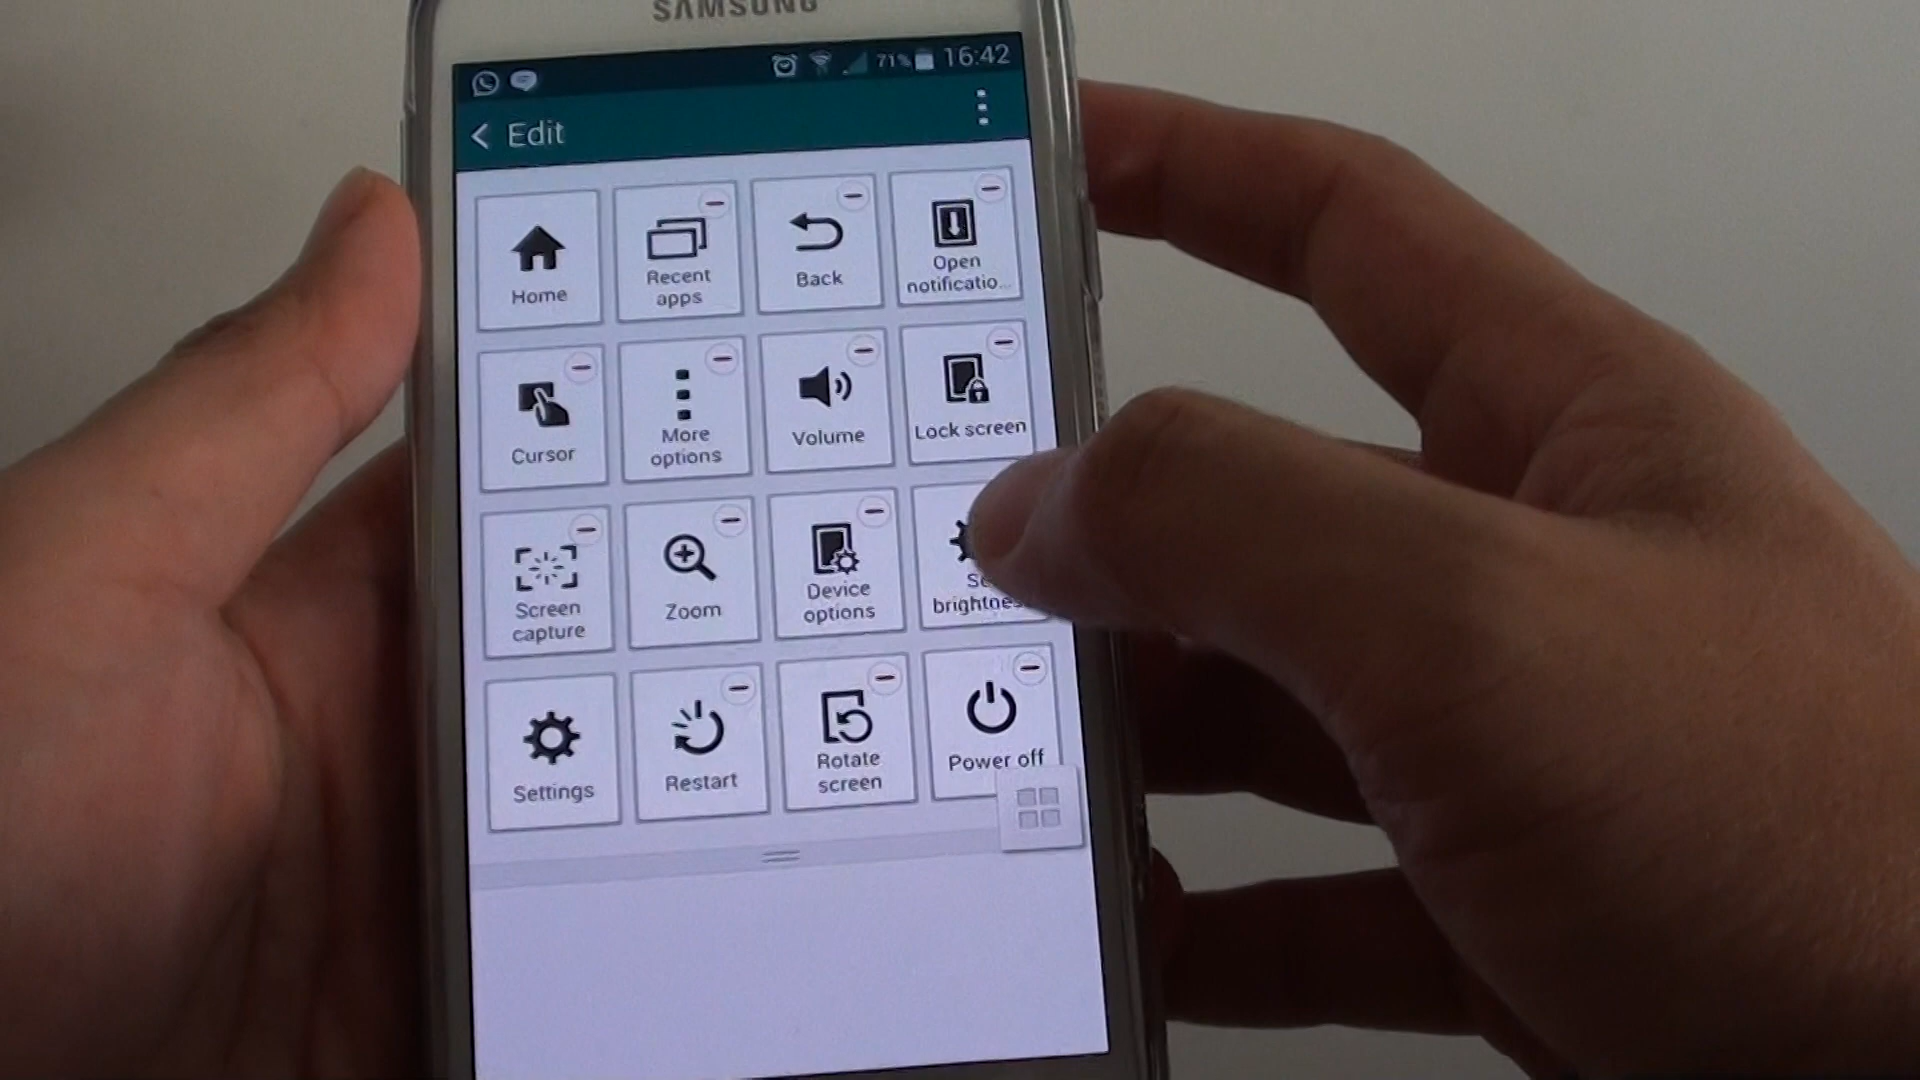 SAMSUNG
71% 16:42
Edit
Home
Recent
apps
Back
Open
notificatio...
Cursor
More
options
Volume
Lock screen
Screen
capture
Zoom
Device
options
Settings
Restart
Rotate
screen
Power off